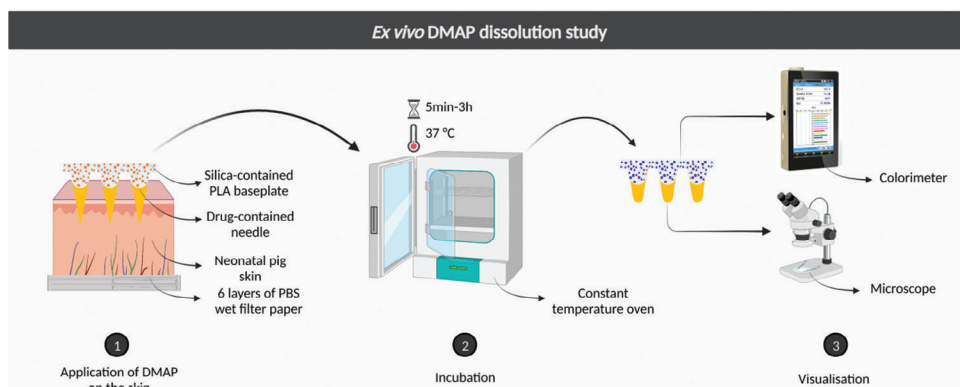 Ex vivo DMAP dissolution study
5min-3h
37 °C
Silica-contained
PLA baseplate
Drug-contained
needle
Neonatal pig
skin
6 layers of PBS
wet filter paper
Constant
temperature oven
Colorimeter
Microscope
1
Application of DMAP
on the skin
2
Incubation
3
Visualisation